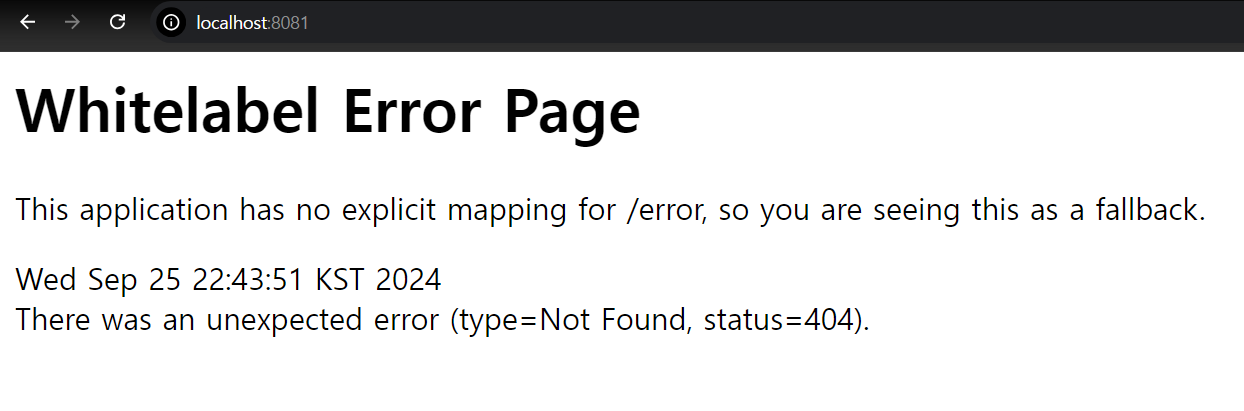 localhost:8081
Whitelabel Error Page
This application has no explicit mapping for /error, so you are seeing this as a fallback.
Wed Sep 25 22:43:51 KST 2024
There was an unexpected error (type=Not Found, status=404).